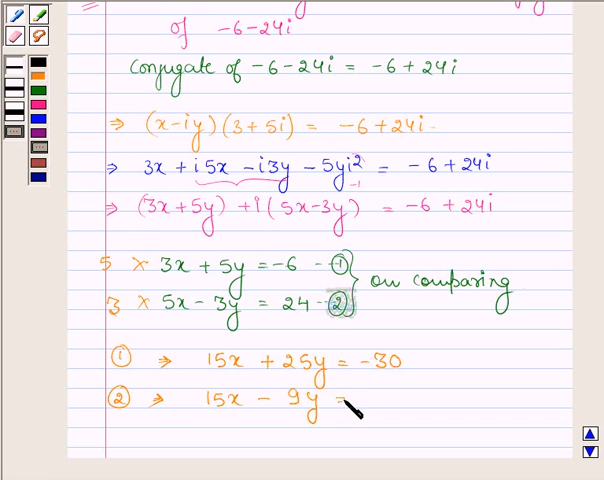 of -6-24i
conjugate of -6-24i = -6+24i
⇒ (x-iy)(3+5i) = -6+24i
⇒ 3x + i5x - i3y - 5yi² = -6+24i
-1
⇒ (3x+5y) + i(5x-3y) = -6+24i
5 × 3x + 5y = -6 - ①
3 × 5x - 3y = 24 - ②
on comparing
① ⇒ 15x + 25y = -30
② ⇒ 15x - 9y =